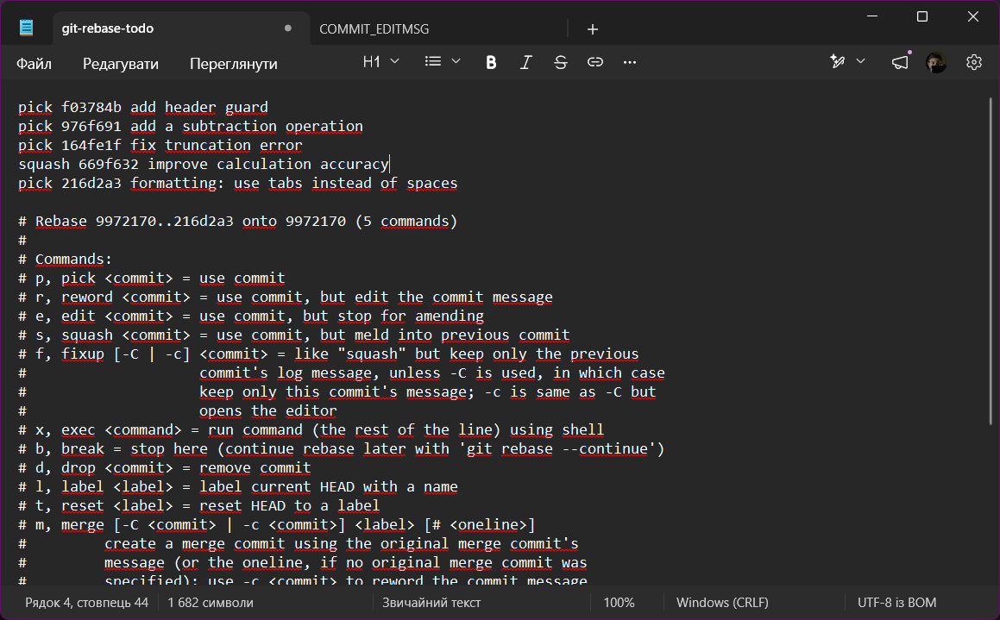 git-rebase-todo
COMMIT_EDITMSG
Файл Редагувати Переглянути H1 B I S
pick f03784b add header guard
pick 976f691 add a subtraction operation
pick 164fe1f fix truncation error
squash 669f632 improve calculation accuracy
pick 216d2a3 formatting: use tabs instead of spaces
# Rebase 9972170..216d2a3 onto 9972170 (5 commands)
#
# Commands:
# p, pick <commit> = use commit
# r, reword <commit> = use commit, but edit the commit message
# e, edit <commit> = use commit, but stop for amending
# s, squash <commit> = use commit, but meld into previous commit
# f, fixup [-C | -c] <commit> = like "squash" but keep only the previous
#                    commit's log message, unless -C is used, in which case
#                    keep only this commit's message; -c is same as -C but
#                    opens the editor
# x, exec <command> = run command (the rest of the line) using shell
# b, break = stop here (continue rebase later with 'git rebase --continue')
# d, drop <commit> = remove commit
# l, label <label> = label current HEAD with a name
# t, reset <label> = reset HEAD to a label
# m, merge [-C <commit> | -c <commit>] <label> [# <oneline>]
#         create a merge commit using the original merge commit's
#         message (or the oneline, if no original merge commit was
#         specified); use -c <commit> to reword the commit message
Рядок 4, стовпець 44
1 682 символи
Звичайний текст
100%
Windows (CRLF)
UTF-8 із BOM